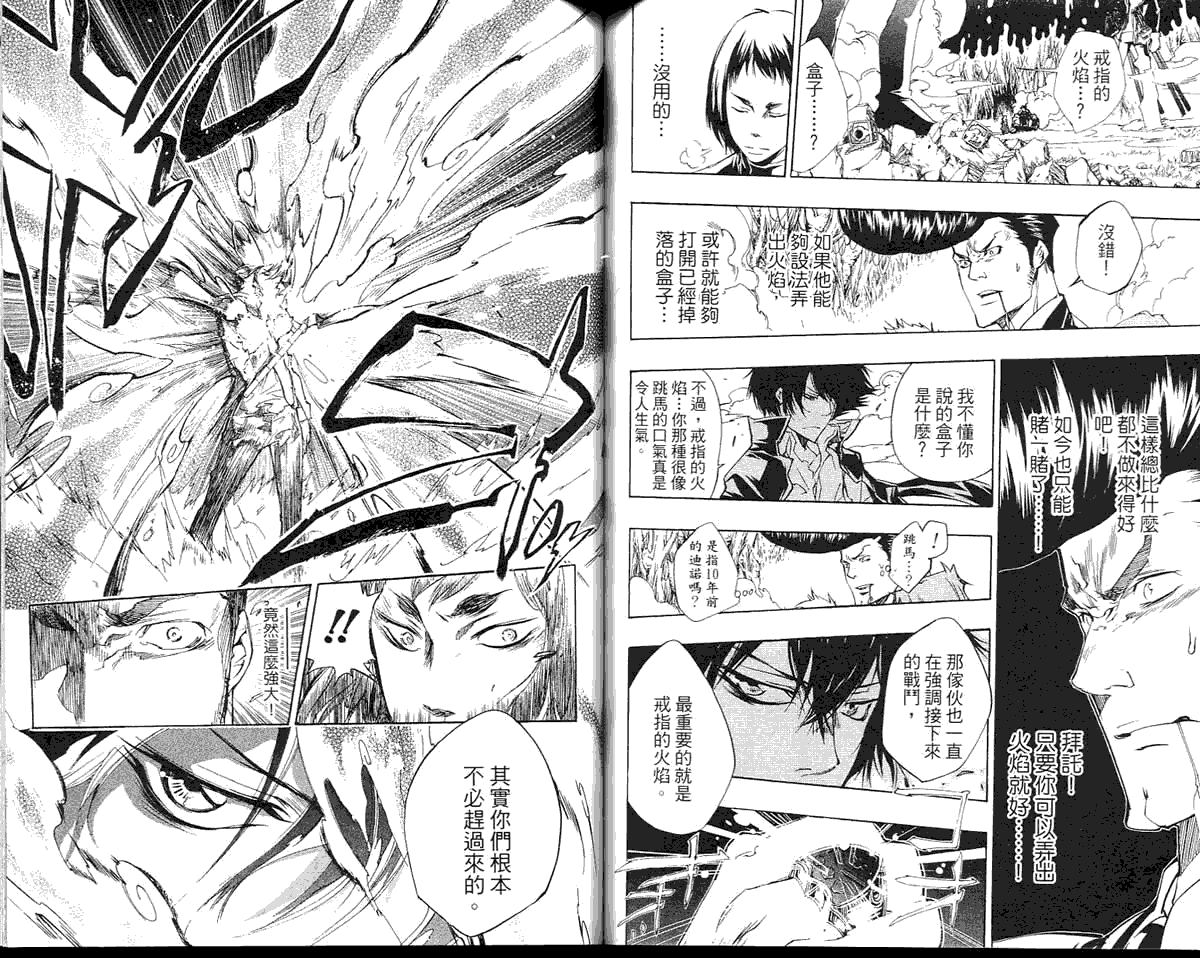 戒指的
火焰…?
盒子……?
……沒用的…
沒錯!
如果他能
夠設法弄
出火焰
或許就能夠
打開已經掉
落的盒子…
這樣總比什麼
都不做來得好
吧!
如今也只能
賭一賭了……!
拜託!
只要你可以弄出
火焰就好……!
我不懂你
說的盒子
是什麼?
不過,戒指的火
焰…你那種很像
跳馬的口氣真是
令人生氣。
!
跳馬…?
是指10年前
的迪諾嗎?
那傢伙也一直
在強調接下來
的戰鬥,
最重要的就是
戒指的火焰。
!!
竟然這麼強大!
其實你們根本
不必趕過來的。